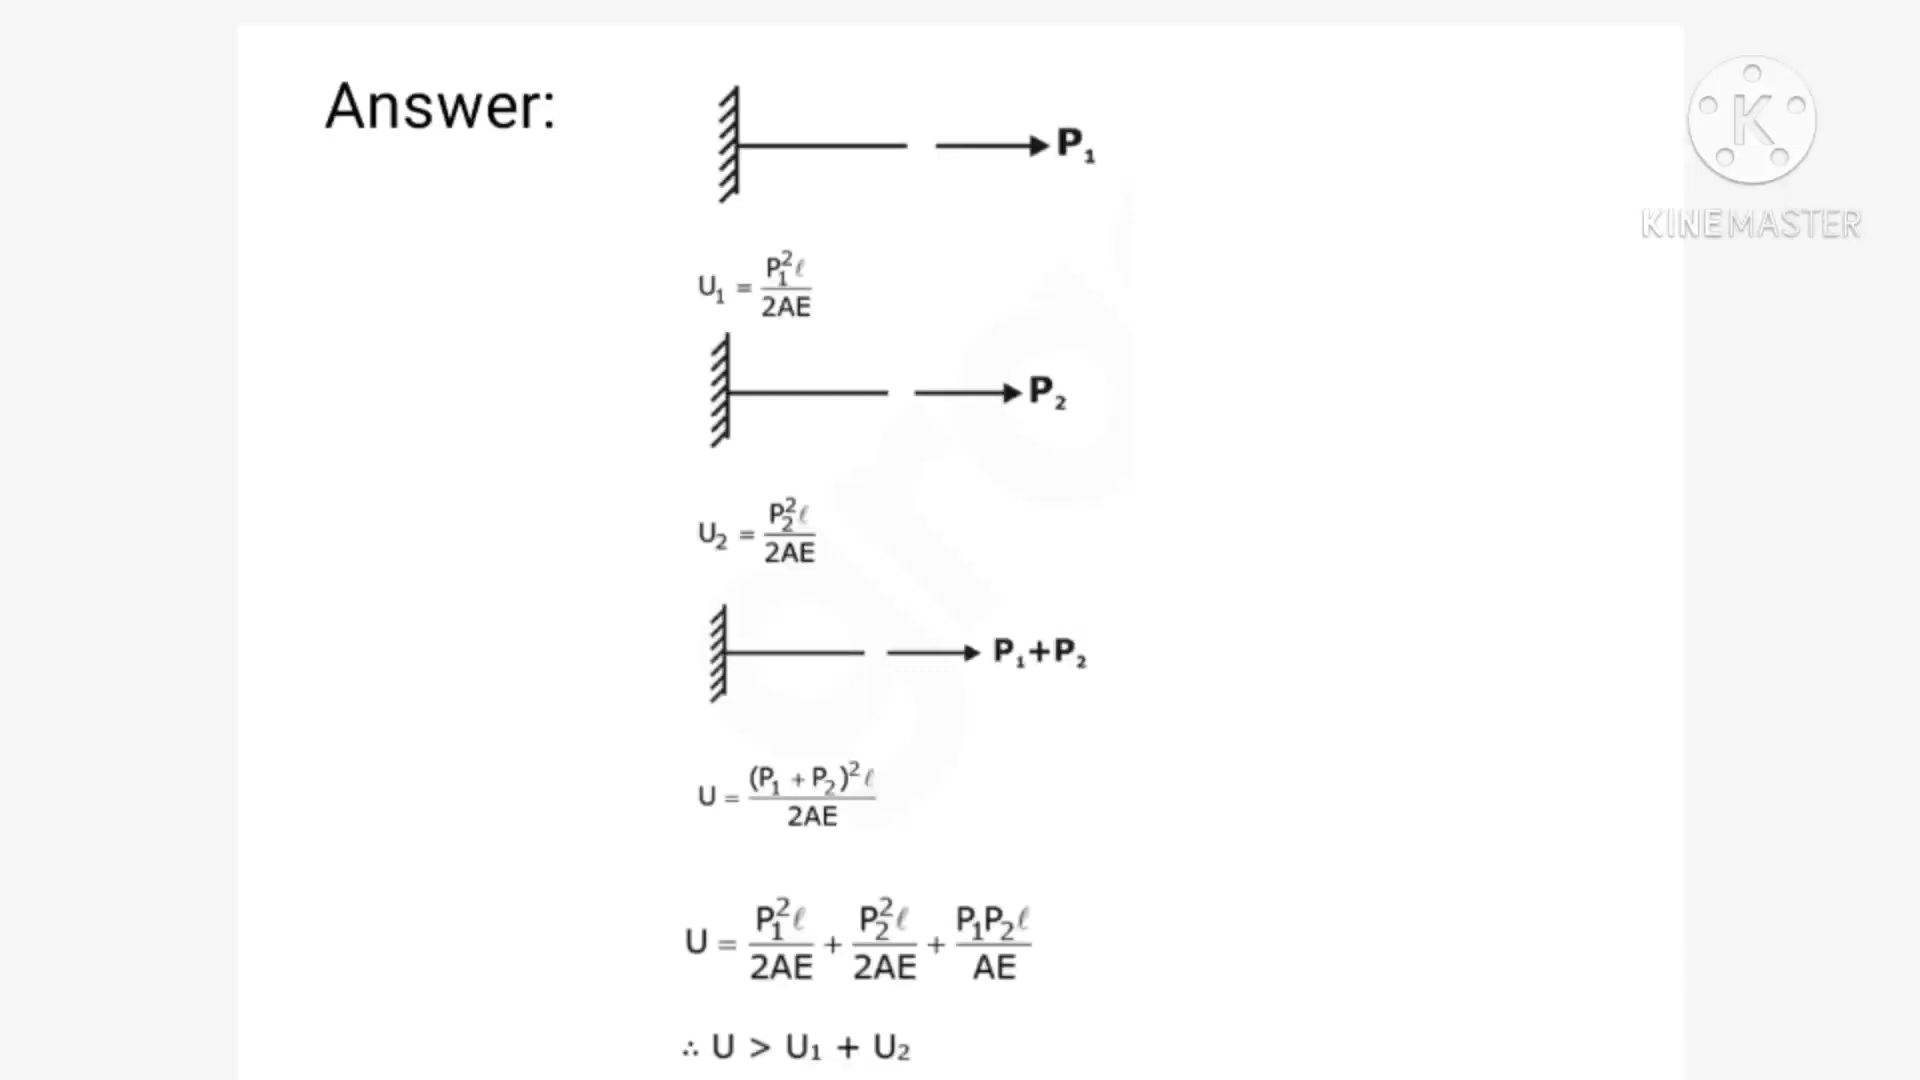 Answer:
P₁
KINEMASTER
U₁ = P₁²ℓ / 2AE
P₂
U₂ = P₂²ℓ / 2AE
P₁+P₂
U = (P₁ + P₂)²ℓ / 2AE
U = P₁²ℓ / 2AE + P₂²ℓ / 2AE + P₁P₂ℓ / AE
∴ U > U₁ + U₂